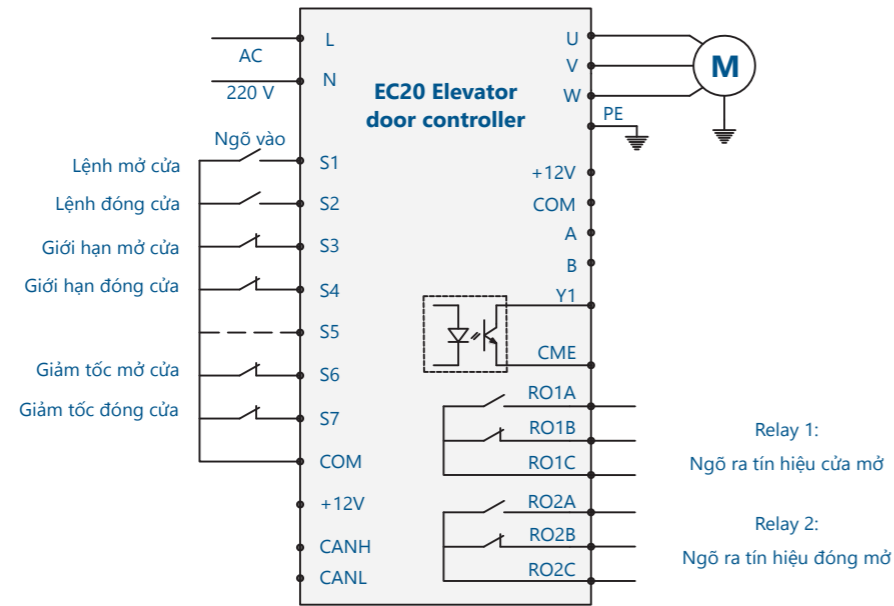 L
AC
N
220 V
EC20 Elevator
door controller
U
V
W
M
PE
Ngõ vào
Lệnh mở cửa
S1
Lệnh đóng cửa
S2
Giới hạn mở cửa
S3
Giới hạn đóng cửa
S4
S5
Giảm tốc mở cửa
S6
Giảm tốc đóng cửa
S7
COM
+12V
CANH
CANL
+12V
COM
A
B
Y1
CME
RO1A
RO1B
RO1C
Relay 1:
Ngõ ra tín hiệu cửa mở
RO2A
RO2B
RO2C
Relay 2:
Ngõ ra tín hiệu đóng mở